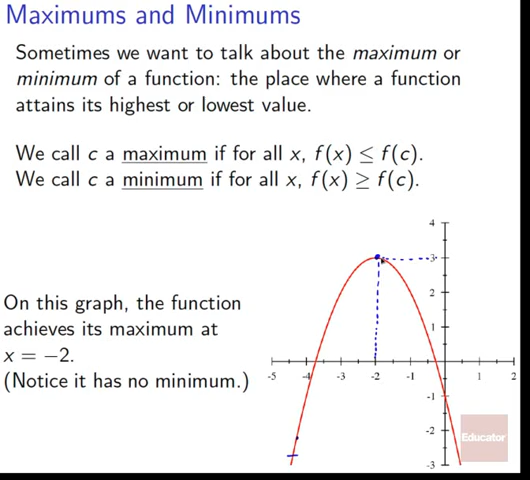 Maximums and Minimums
Sometimes we want to talk about the maximum or
minimum of a function: the place where a function
attains its highest or lowest value.
We call c a maximum if for all x, f(x) ≤ f(c).
We call c a minimum if for all x, f(x) ≥ f(c).
On this graph, the function
achieves its maximum at
x = −2.
(Notice it has no minimum.)
4
3
2
1
-5 -4 -3 -2 -1 1 2
-1
-2
-3
Educator